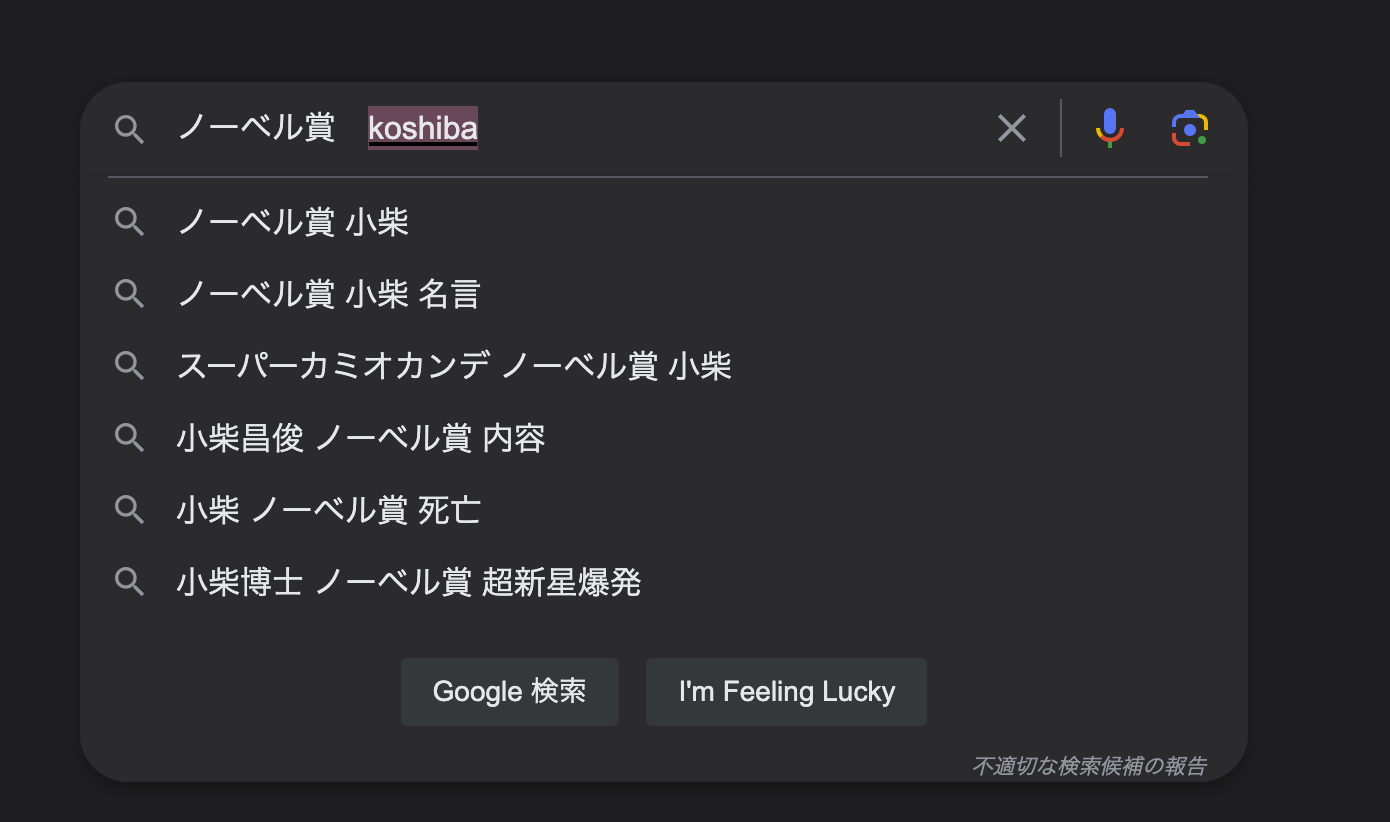 ノーベル賞　koshiba
ノーベル賞 小柴
ノーベル賞 小柴 名言
スーパーカミオカンデ ノーベル賞 小柴
小柴昌俊 ノーベル賞 内容
小柴 ノーベル賞 死亡
小柴博士 ノーベル賞 超新星爆発
Google 検索 I'm Feeling Lucky
不適切な検索候補の報告